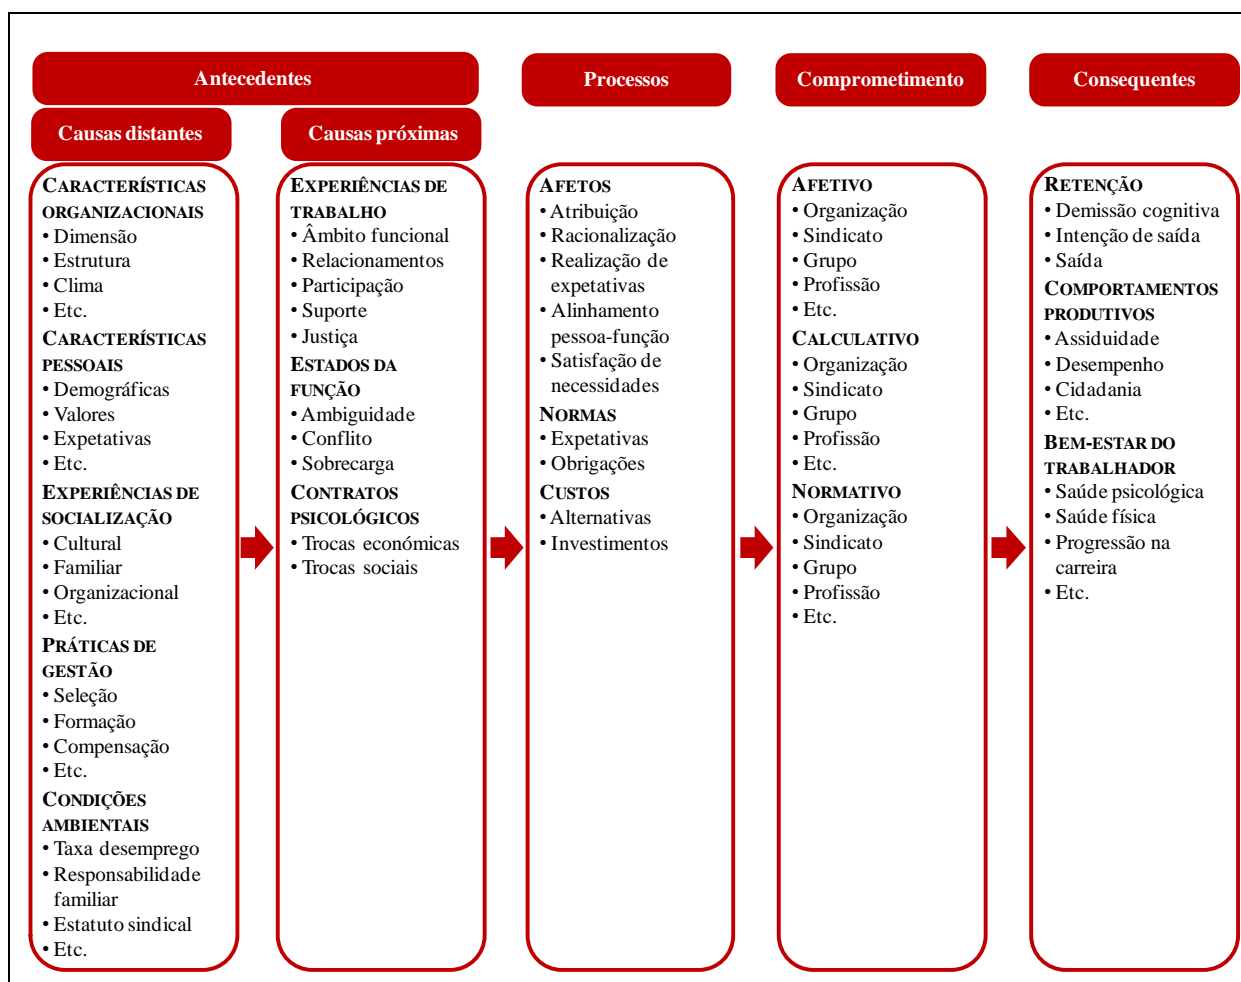 Antecedentes
Processos
Comprometimento
Consequentes
Causas distantes
Causas próximas
CARACTERÍSTICAS
ORGANIZACIONAIS
• Dimensão
• Estrutura
• Clima
• Etc.
CARACTERÍSTICAS
PESSOAIS
• Demográficas
• Valores
• Expetativas
• Etc.
EXPERIÊNCIAS DE
SOCIALIZAÇÃO
• Cultural
• Familiar
• Organizacional
• Etc.
PRÁTICAS DE
GESTÃO
• Seleção
• Formação
• Compensação
• Etc.
CONDIÇÕES
AMBIENTAIS
• Taxa desemprego
• Responsabilidade
familiar
• Estatuto sindical
• Etc.
EXPERIÊNCIAS DE
TRABALHO
• Âmbito funcional
• Relacionamentos
• Participação
• Suporte
• Justiça
ESTADOS DA
FUNÇÃO
• Ambiguidade
• Conflito
• Sobrecarga
CONTRATOS
PSICOLÓGICOS
• Trocas económicas
• Trocas sociais
AFETOS
• Atribuição
• Racionalização
• Realização de
expetativas
• Alinhamento
pessoa-função
• Satisfação de
necessidades
NORMAS
• Expetativas
• Obrigações
CUSTOS
• Alternativas
• Investimentos
AFETIVO
• Organização
• Sindicato
• Grupo
• Profissão
• Etc.
CALCULATIVO
• Organização
• Sindicato
• Grupo
• Profissão
• Etc.
NORMATIVO
• Organização
• Sindicato
• Grupo
• Profissão
• Etc.
RETENÇÃO
• Demissão cognitiva
• Intenção de saída
• Saída
COMPORTAMENTOS
PRODUTIVOS
• Assiduidade
• Desempenho
• Cidadania
• Etc.
BEM-ESTAR DO
TRABALHADOR
• Saúde psicológica
• Saúde física
• Progressão na
carreira
• Etc.